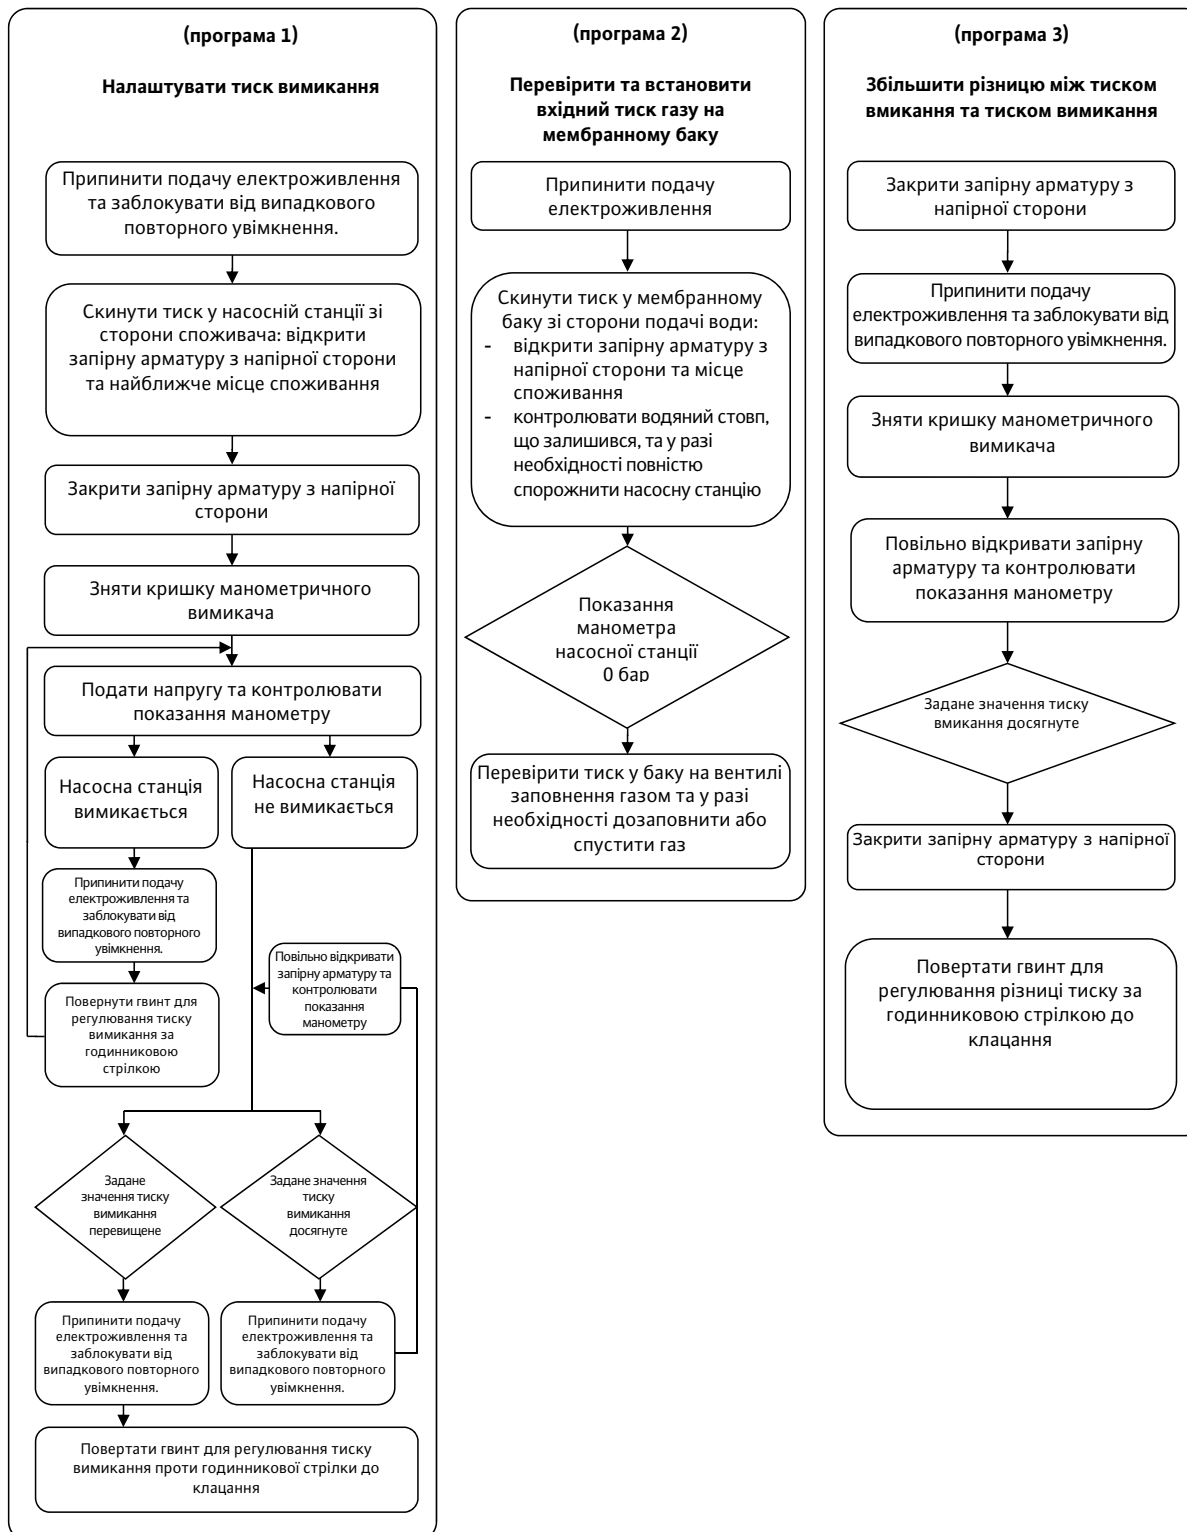 (програма 1)
Налаштувати тиск вимикання
Припинити подачу електроживлення
та заблокувати від випадкового
повторного увімкнення.
Скинути тиск у насосній станції зі
сторони споживача: відкрити
запірну арматуру з напірної сторони
та найближче місце споживання
Закрити запірну арматуру з напірної
сторони
Зняти кришку манометричного
вимикача
Подати напругу та контролювати
показання манометру
Насосна станція
вимикається
Насосна станція
не вимикається
Припинити подачу
електроживлення та
заблокувати від
випадкового повторного
увімкнення.
Повільно відкривати
запірну арматуру та
контролювати
показання
манометру
Повернути гвинт для
регулювання тиску
вимикання за
годинниковою
стрілкою
Задане
значення тиску
вимикання
перевищене
Задане значення
тиску
вимикання
досягнуте
Припинити подачу
електроживлення та
заблокувати від
випадкового повторного
увімкнення.
Припинити подачу
електроживлення та
заблокувати від
випадкового повторного
увімкнення.
Повертати гвинт для регулювання тиску
вимикання проти годинникової стрілки до
клацання
(програма 2)
Перевірити та встановити
вхідний тиск газу на
мембранному баку
Припинити подачу
електроживлення
Скинути тиск у мембранному
баку зі сторони подачі води:
- відкрити запірну арматуру з
напірної сторони та місце
споживання
- контролювати водяний стовп,
що залишився, та у разі
необхідності повністю
спорожнити насосну станцію
Показання
манометра
насосної станції
0 бар
Перевірити тиск у баку на вентилі
заповнення газом та у разі
необхідності дозаповнити або
спустити газ
(програма 3)
Збільшити різницю між тиском
вмикання та тиском вимикання
Закрити запірну арматуру з
напірної сторони
Припинити подачу
електроживлення та заблокувати від
випадкового повторного увімкнення.
Зняти кришку манометричного
вимикача
Повільно відкривати запірну
арматуру та контролювати
показання манометру
Задане значення тиску
вмикання досягнуте
Закрити запірну арматуру з напірної
сторони
Повертати гвинт для
регулювання різниці тиску за
годинниковою стрілкою до
клацання